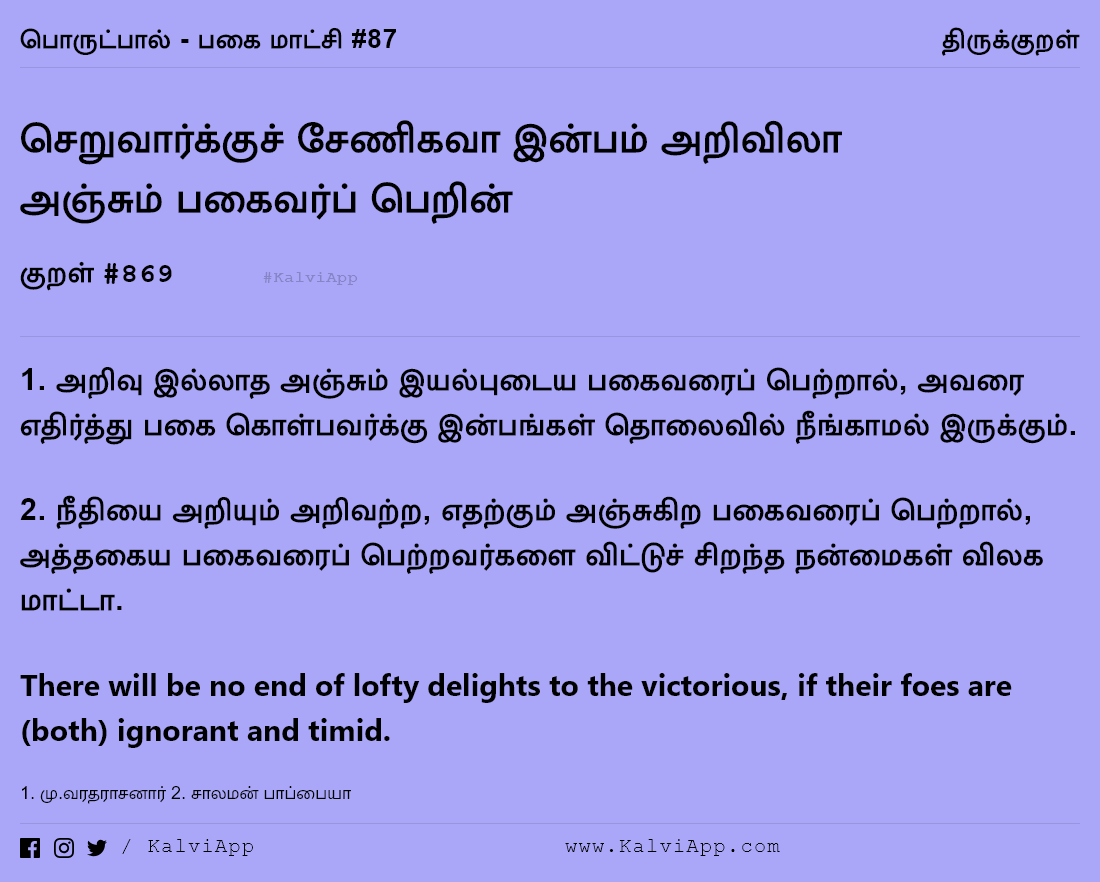 பொருட்பால் - பகை மாட்சி #87 திருக்குறள்
செறுவார்க்குச் சேணிகவா இன்பம் அறிவிலா
அஞ்சும் பகைவர்ப் பெறின்
குறள் #869 #KalviApp
1. அறிவு இல்லாத அஞ்சும் இயல்புடைய பகைவரைப் பெற்றால், அவரை
எதிர்த்து பகை கொள்பவர்க்கு இன்பங்கள் தொலைவில் நீங்காமல் இருக்கும்.
2. நீதியை அறியும் அறிவற்ற, எதற்கும் அஞ்சுகிற பகைவரைப் பெற்றால்,
அத்தகைய பகைவரைப் பெற்றவர்களை விட்டுச் சிறந்த நன்மைகள் விலக
மாட்டா.
There will be no end of lofty delights to the victorious, if their foes are
(both) ignorant and timid.
1. மு.வரதராசனார் 2. சாலமன் பாப்பையா
/ KalviApp www.KalviApp.com